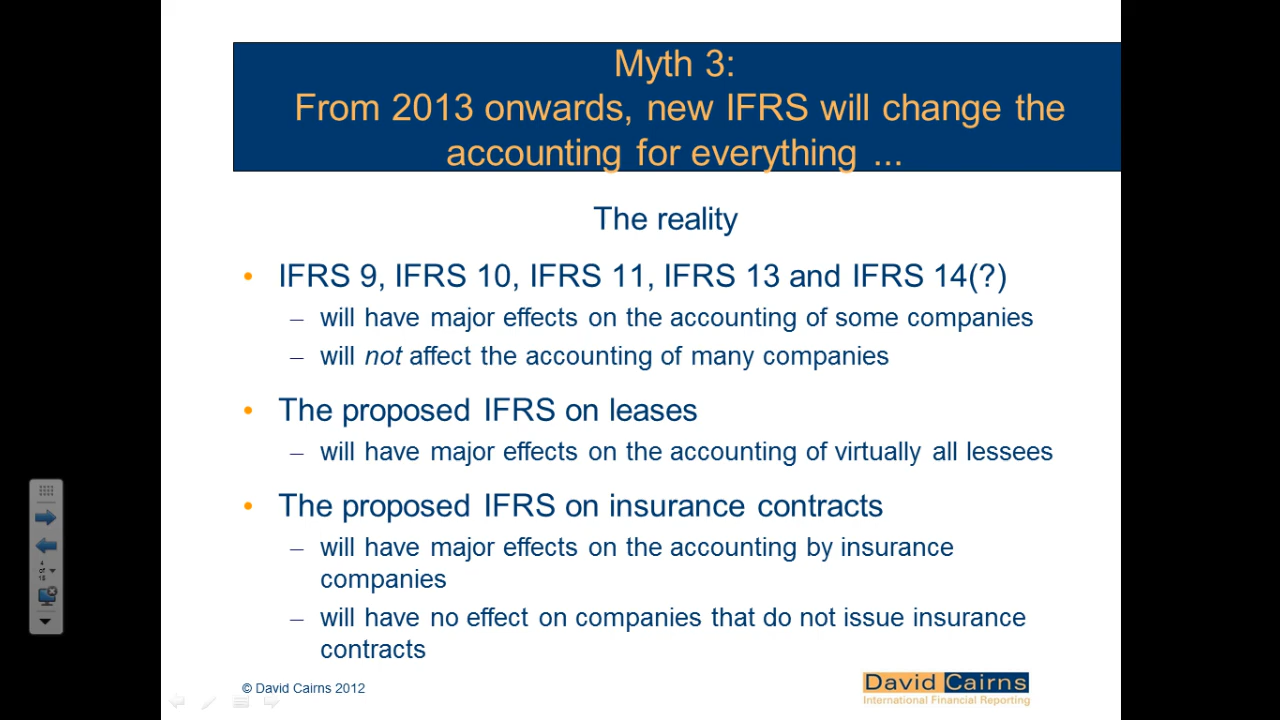 Myth 3:
From 2013 onwards, new IFRS will change the
accounting for everything ...
The reality
• IFRS 9, IFRS 10, IFRS 11, IFRS 13 and IFRS 14(?)
– will have major effects on the accounting of some companies
– will not affect the accounting of many companies
• The proposed IFRS on leases
– will have major effects on the accounting of virtually all lessees
• The proposed IFRS on insurance contracts
– will have major effects on the accounting by insurance
companies
– will have no effect on companies that do not issue insurance
contracts
4
of
18
© David Cairns 2012
David Cairns
International Financial Reporting